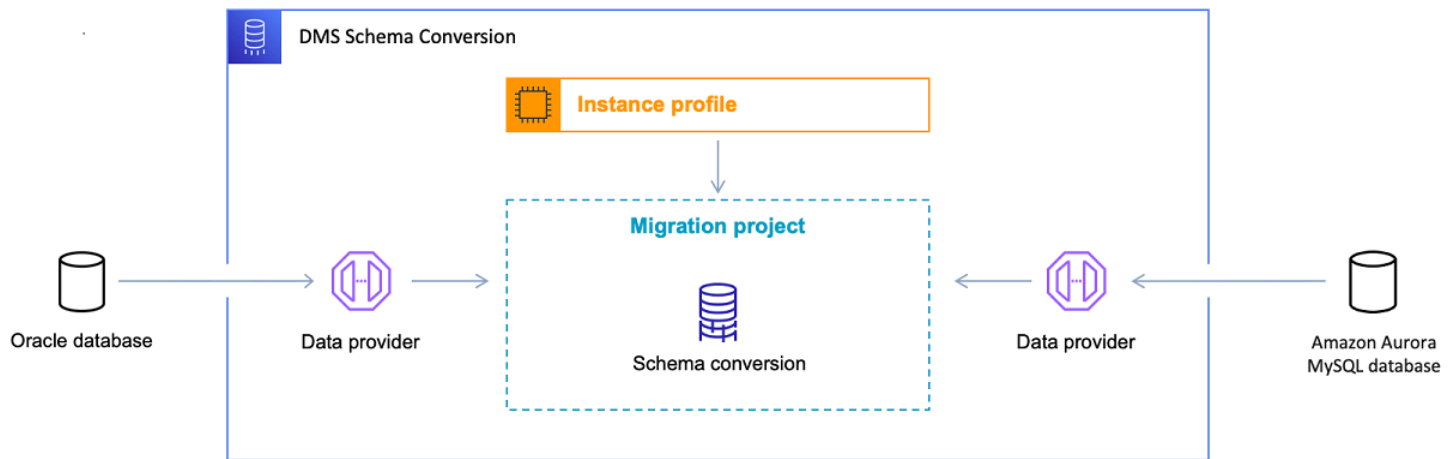 DMS Schema Conversion
Instance profile
Migration project
Oracle database
Data provider
Schema conversion
Data provider
Amazon Aurora
MySQL database